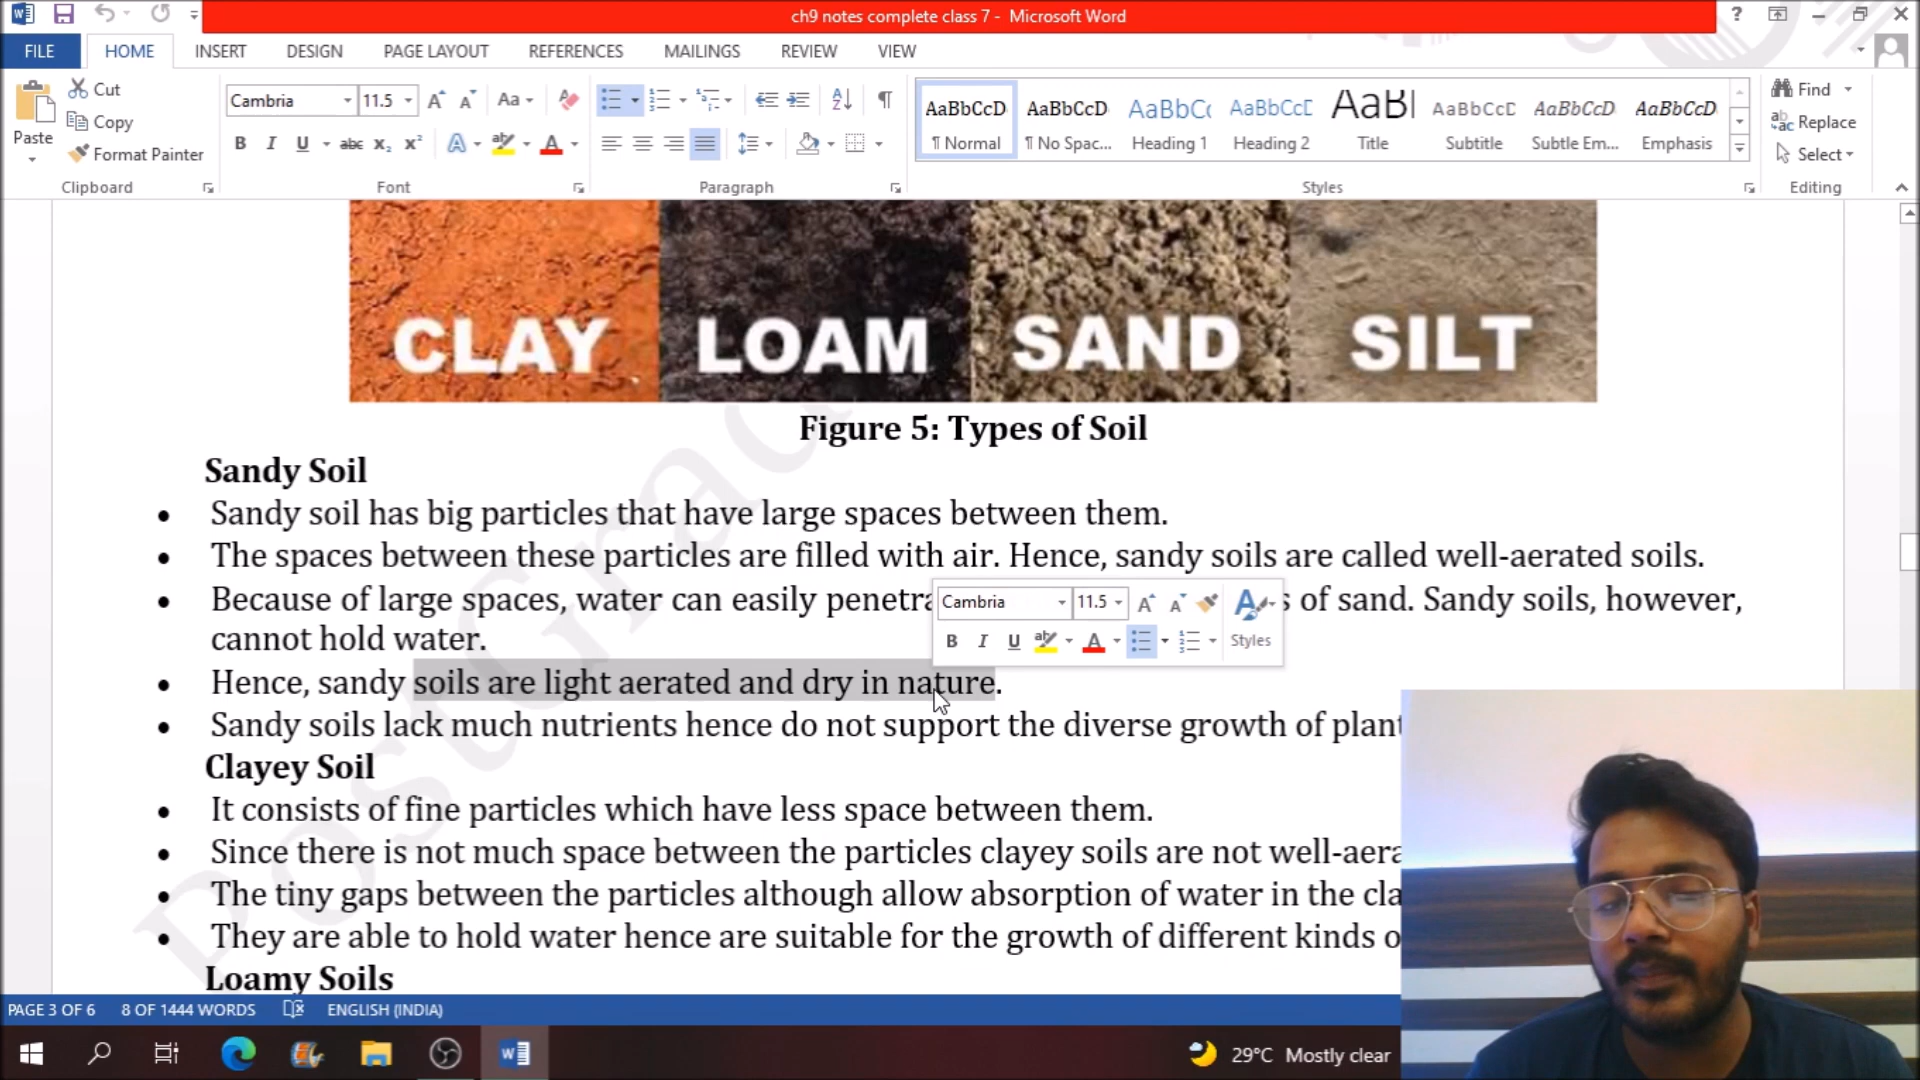 ch9 notes complete class 7 - Microsoft Word
FILE HOME INSERT DESIGN PAGE LAYOUT REFERENCES MAILINGS REVIEW VIEW
Paste
Cut
Copy
Format Painter
Clipboard
Cambria 11.5
Font
Paragraph
AaBbCcD AaBbCcD AaBbC AaBbCcD AaB AaBbCcD AaBbCcD AaBbCcD
¶ Normal ¶ No Spac... Heading 1 Heading 2 Title Subtitle Subtle Em... Emphasis
Styles
Find
Replace
Select
Editing
CLAY LOAM SAND SILT
Figure 5: Types of Soil
Sandy Soil
• Sandy soil has big particles that have large spaces between them.
• The spaces between these particles are filled with air. Hence, sandy soils are called well-aerated soils.
• Because of large spaces, water can easily penetra s of sand. Sandy soils, however,
cannot hold water.
Cambria 11.5
B I U Styles
• Hence, sandy soils are light aerated and dry in nature.
• Sandy soils lack much nutrients hence do not support the diverse growth of plant
Clayey Soil
• It consists of fine particles which have less space between them.
• Since there is not much space between the particles clayey soils are not well-aera
• The tiny gaps between the particles although allow absorption of water in the cla
• They are able to hold water hence are suitable for the growth of different kinds o
Loamy Soils
PAGE 3 OF 6 8 OF 1444 WORDS ENGLISH (INDIA)
29°C Mostly clear